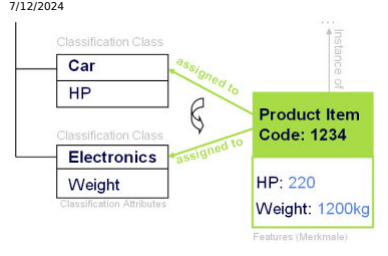 7/12/2024
...
Classification Class
Car
HP
assigned to
Instance of
Product Item
Code: 1234
Classification Class
Electronics
assigned to
Weight
Classification Attributes
HP: 220
Weight: 1200kg
Features (Merkmale)